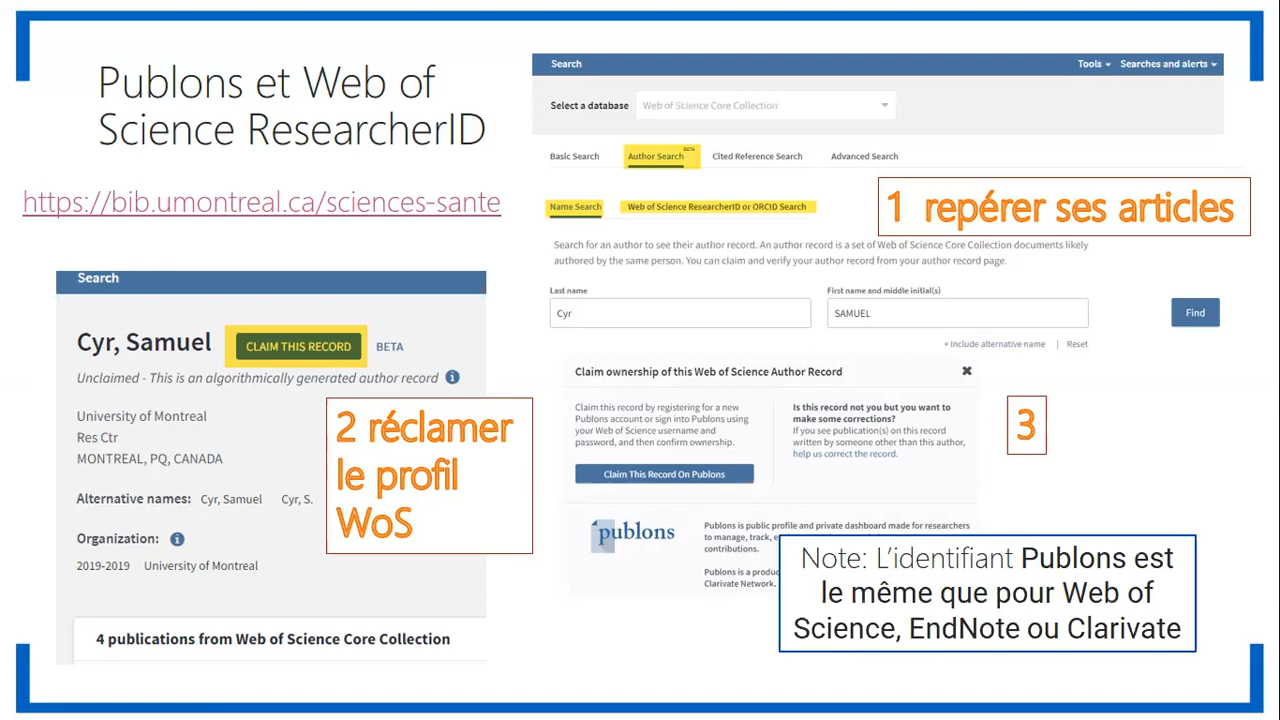 Publons et Web of
Science ResearcherID
https://bib.umontreal.ca/sciences-sante
Search
Tools
Searches and alerts
Select a database
Web of Science Core Collection
Basic Search
Author Search
BETA
Cited Reference Search
Advanced Search
Name Search
Web of Science ResearcherID or ORCID Search
1 repérer ses articles
Search for an author to see their author record. An author record is a set of Web of Science Core Collection documents likely
authored by the same person. You can claim and verify your author record from your author record page.
Last name
First name and middle initial(s)
Cyr
SAMUEL
Find
+ Include alternative name
Reset
Search
Cyr, Samuel
CLAIM THIS RECORD
BETA
Unclaimed - This is an algorithmically generated author record
University of Montreal
Res Ctr
MONTREAL, PQ, CANADA
Alternative names: Cyr, Samuel Cyr, S.
Organization:
2019-2019 University of Montreal
4 publications from Web of Science Core Collection
2 réclamer
le profil
WoS
Claim ownership of this Web of Science Author Record
Claim this record by registering for a new
Publons account or sign into Publons using
your Web of Science username and
password, and then confirm ownership.
Claim This Record On Publons
Is this record not you but you want to
make some corrections?
If you see publication(s) on this record
written by someone other than this author,
help us correct the record.
3
publons
Publons is public profile and private dashboard made for researchers
to manage, track,
contributions.
Publons is a
Clarivate Network.
Note: L'identifiant Publons est
le même que pour Web of
Science, EndNote ou Clarivate